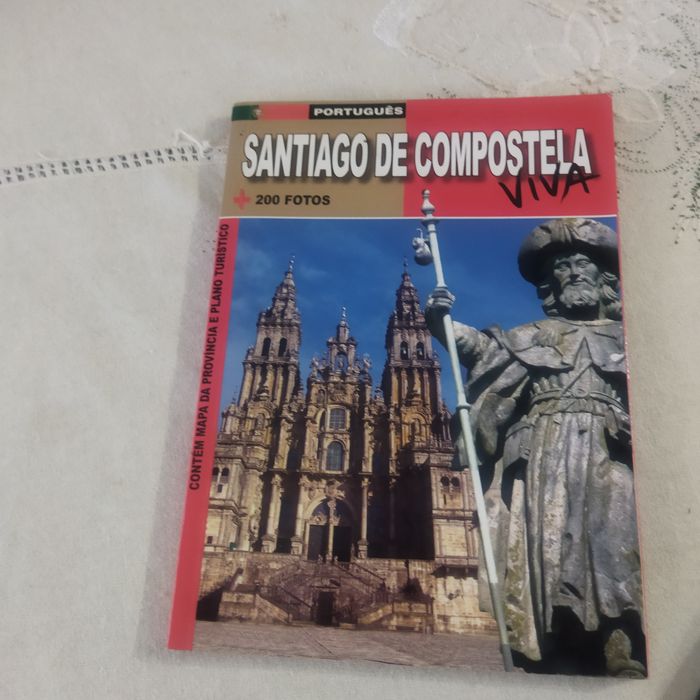 PORTUGUÊS
SANTIAGO DE COMPOSTELA
VIVA
+ 200 FOTOS
CONTÉM MAPA DA PROVÍNCIA E PLANO TURÍSTICO